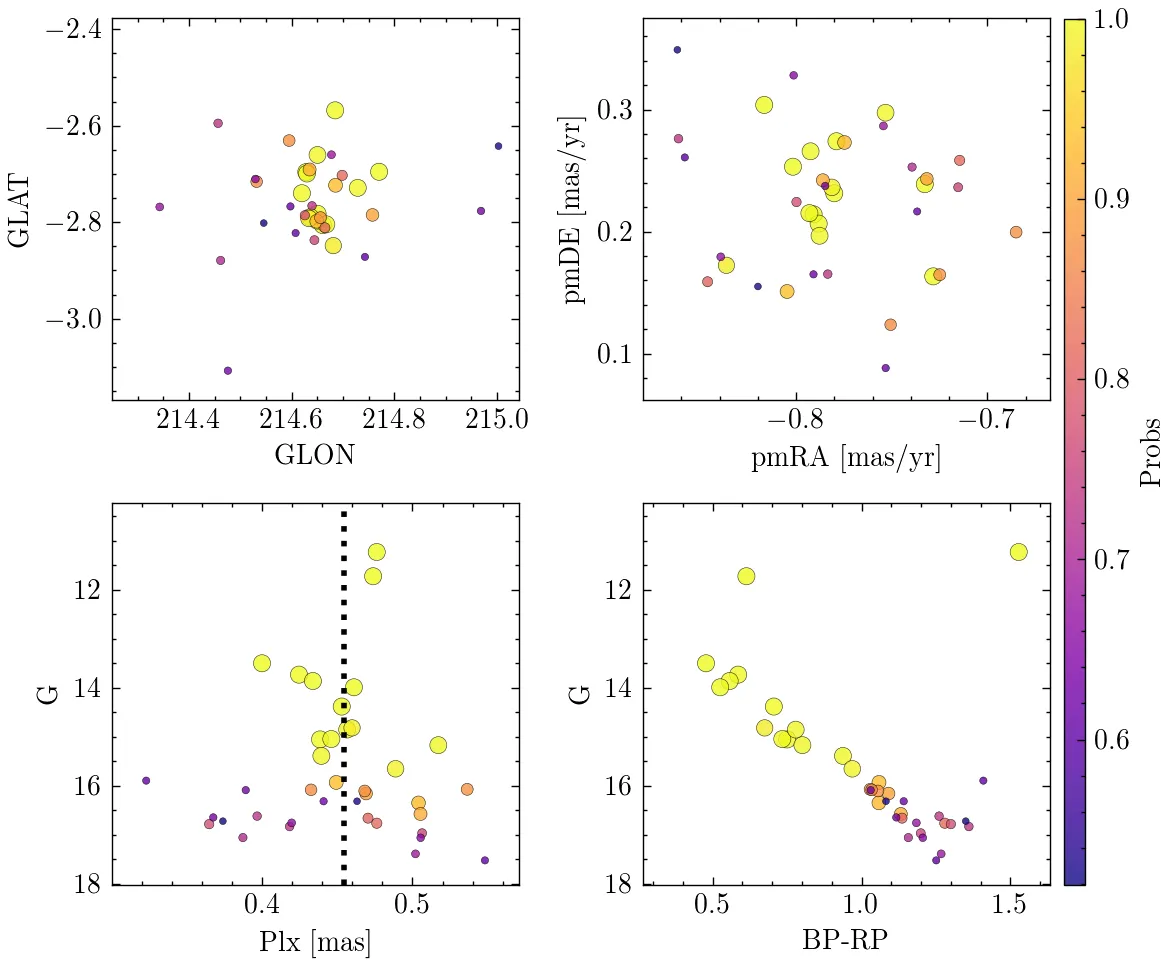 −2.4
−2.6
−2.8
−3.0
GLAT
214.4 214.6 214.8 215.0
GLON
0.3
0.2
0.1
pmDE [mas/yr]
−0.8 −0.7
pmRA [mas/yr]
1.0
0.9
0.8
0.7
0.6
Probs
12
14
16
18
G
0.4 0.5
Plx [mas]
12
14
16
18
G
0.5 1.0 1.5
BP-RP